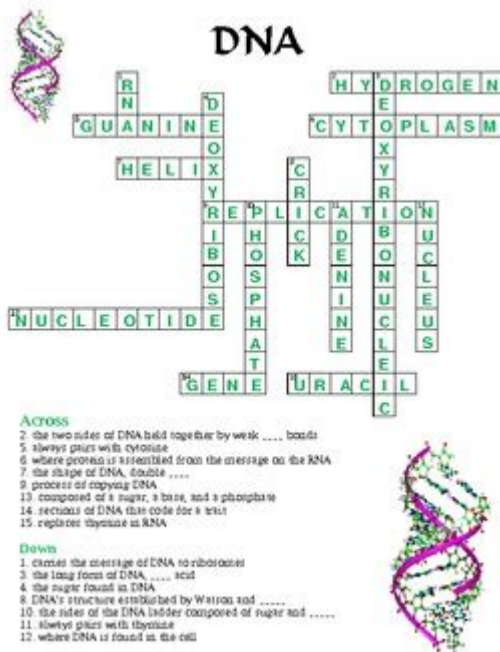 DNA
HYDROGEN
RNA
DEOXYRIBOSE
GUANINE
CYTOPLASM
DEOXYRIBONUCLEIC
HELIX
CRICK
REPLICATION
PHOSPHATE
ADENINE
NUCLEUS
NUCLEOTIDE
GENE
URACIL
Across
2. the two sides of DNA held together by weak ____ bonds
5. always pairs with cytosine
6. where protein is assembled from the message on the RNA
7. the shape of DNA, double ____
9. process of copying DNA
13. composed of a sugar, a base, and a phosphate
14. sections of DNA that code for a trait
15. replaces thymine in RNA
Down
1. carries the message of DNA to ribosomes
3. the long form of DNA, ____ acid
4. the sugar found in DNA
8. DNA's structure established by Watson and _____
10. the sides of the DNA ladder composed of sugar and _____
11. always pairs with thymine
12. where DNA is found in the cell